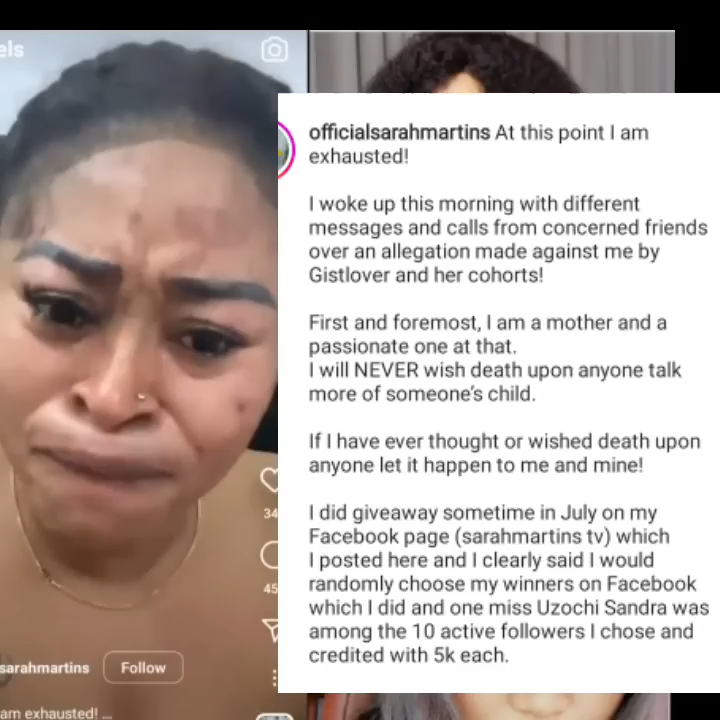 els
officialsarahmartins At this point I am
exhausted!
I woke up this morning with different
messages and calls from concerned friends
over an allegation made against me by
Gistlover and her cohorts!
First and foremost, I am a mother and a
passionate one at that.
I will NEVER wish death upon anyone talk
more of someone's child.
If I have ever thought or wished death upon
anyone let it happen to me and mine!
I did giveaway sometime in July on my
Facebook page (sarahmartins tv) which
I posted here and I clearly said I would
randomly choose my winners on Facebook
which I did and one miss Uzochi Sandra was
among the 10 active followers I chose and
credited with 5k each.
34
45
sarahmartins Follow
am exhausted! ...